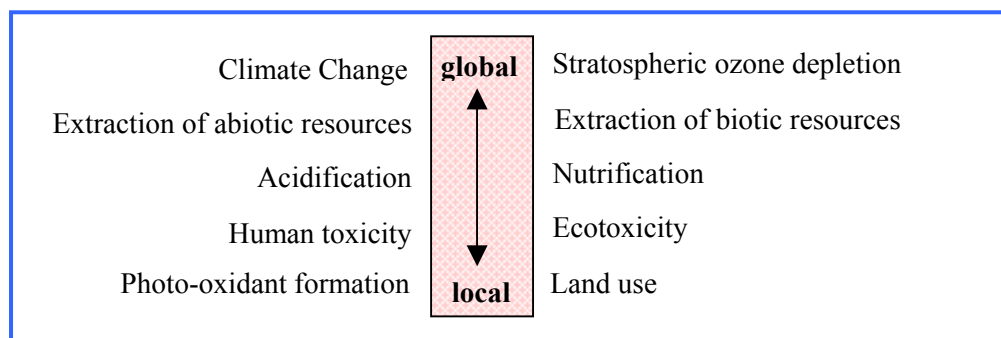 Climate Change global Stratospheric ozone depletion
Extraction of abiotic resources Extraction of biotic resources
Acidification Nutrification
Human toxicity Ecotoxicity
Photo-oxidant formation local Land use